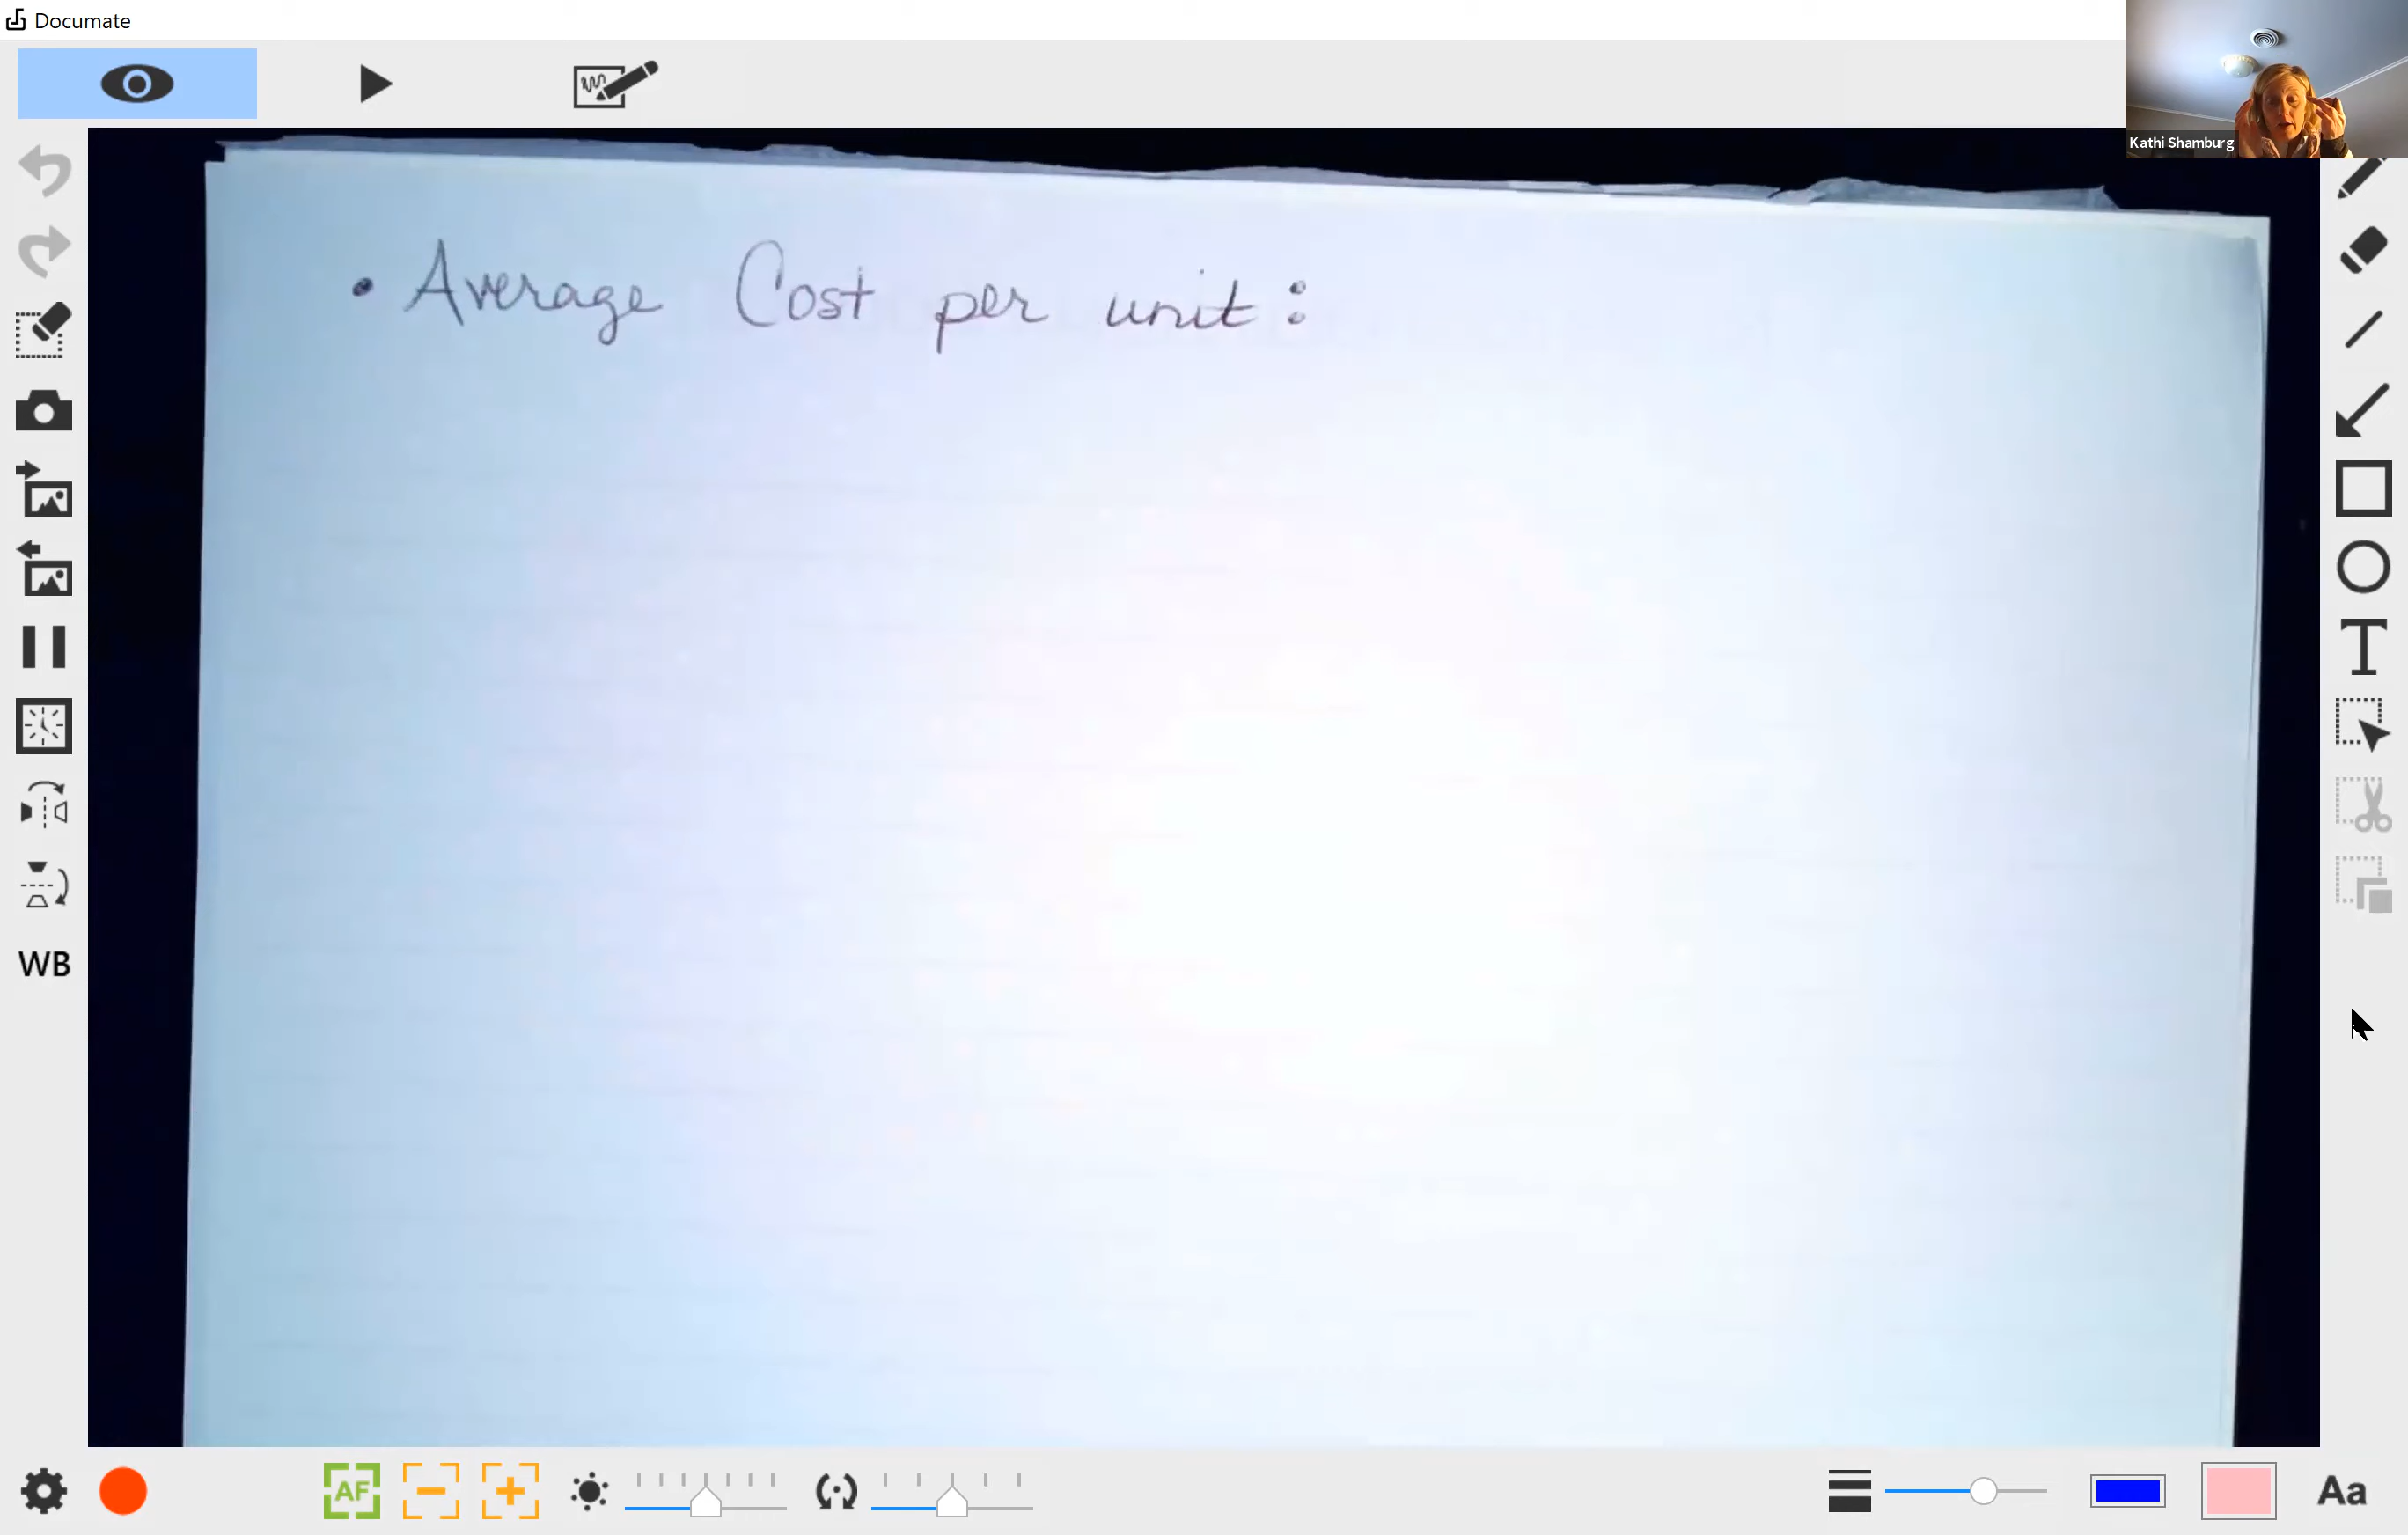 Documate
Kathi Shamburg
• Average Cost per unit:
WB
AF
Aa